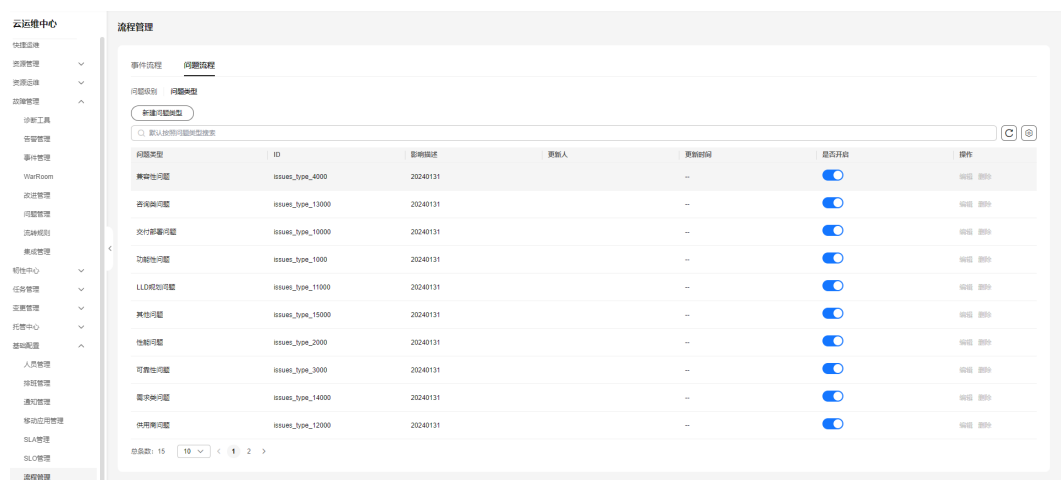 云运维中心
流程管理
快捷运维
资源管理
资源运维
故障管理
诊断工具
告警管理
事件管理
WarRoom
改进管理
问题管理
流转规则
集成管理
韧性中心
任务管理
变更管理
托管中心
基础配置
人员管理
排班管理
通知管理
移动应用管理
SLA管理
SLO管理
流程管理
事件流程 问题流程
问题级别 问题类型
新建问题类型
默认按照问题类型搜索
问题类型 ID 影响描述 更新人 更新时间 是否开启 操作
兼容性问题 issues_type_4000 20240131 -- 编辑 删除
咨询类问题 issues_type_13000 20240131 -- 编辑 删除
交付部署问题 issues_type_10000 20240131 -- 编辑 删除
功能性问题 issues_type_1000 20240131 -- 编辑 删除
LLD规划问题 issues_type_11000 20240131 -- 编辑 删除
其他问题 issues_type_15000 20240131 -- 编辑 删除
性能问题 issues_type_2000 20240131 -- 编辑 删除
可靠性问题 issues_type_3000 20240131 -- 编辑 删除
需求类问题 issues_type_14000 20240131 -- 编辑 删除
供用商问题 issues_type_12000 20240131 -- 编辑 删除
总条数: 15 10 < 1 2 >